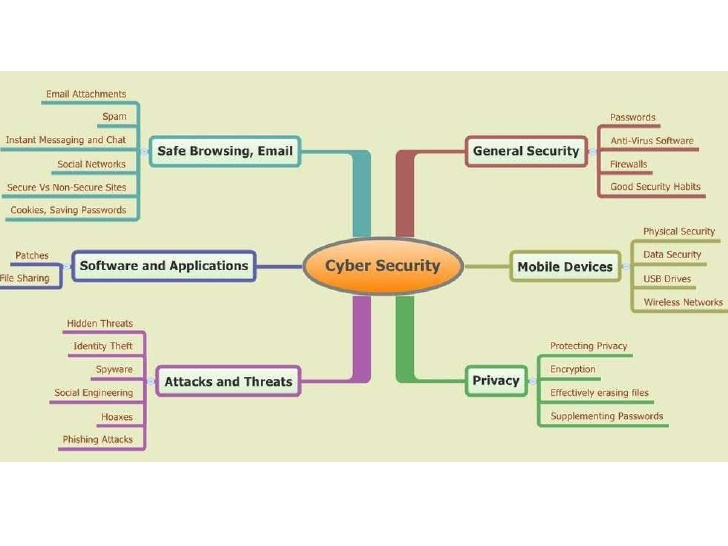 Cyber Security
Safe Browsing, Email
Email Attachments
Spam
Instant Messaging and Chat
Social Networks
Secure Vs Non-Secure Sites
Cookies, Saving Passwords
Software and Applications
Patches
File Sharing
Attacks and Threats
Hidden Threats
Identity Theft
Spyware
Social Engineering
Hoaxes
Phishing Attacks
General Security
Passwords
Anti-Virus Software
Firewalls
Good Security Habits
Mobile Devices
Physical Security
Data Security
USB Drives
Wireless Networks
Privacy
Protecting Privacy
Encryption
Effectively erasing files
Supplementing Passwords